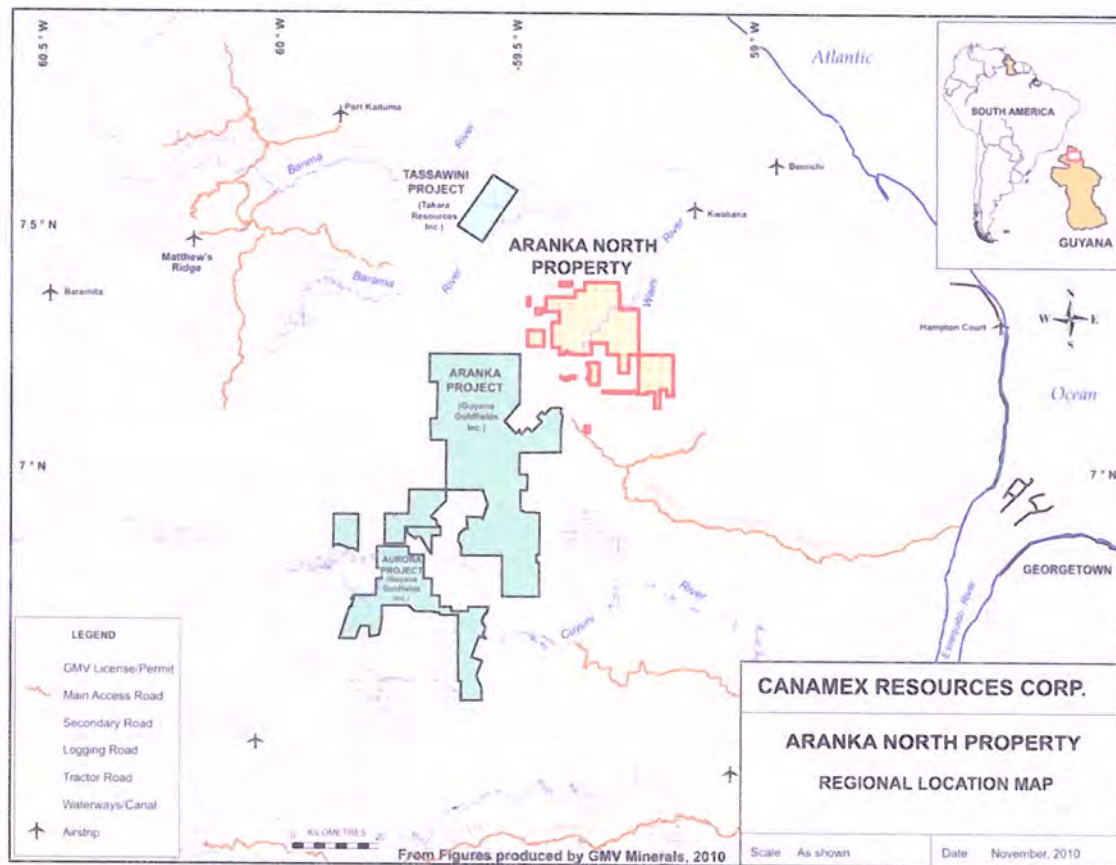 60.5 ° W
60 ° W
-59.5 ° W
59 ° W
Atlantic
SOUTH AMERICA
GUYANA
Port Kaituma
River
Barima
TASSAWINI
PROJECT
(Takara
Resources
Inc.)
Kwabana
7.5 ° N
Matthew's
Ridge
Barama
River
River
ARANKA NORTH
PROPERTY
Waini
Baramita
Hampton Court
N
W
E
S
Ocean
ARANKA
PROJECT
(Guyana
Goldfields
Inc.)
7 ° N
7 ° N
AURORA
PROJECT
(Guyana
Goldfields
Inc.)
GEORGETOWN
Essequibo River
Cuyuni
River
LEGEND
GMV License/Permit
Main Access Road
Secondary Road
Logging Road
Tractor Road
Waterways/Canal
Airstrip
0 KILOMETRES
From Figures produced by GMV Minerals, 2010
CANAMEX RESOURCES CORP.
ARANKA NORTH PROPERTY
REGIONAL LOCATION MAP
Scale As shown
Date November, 2010